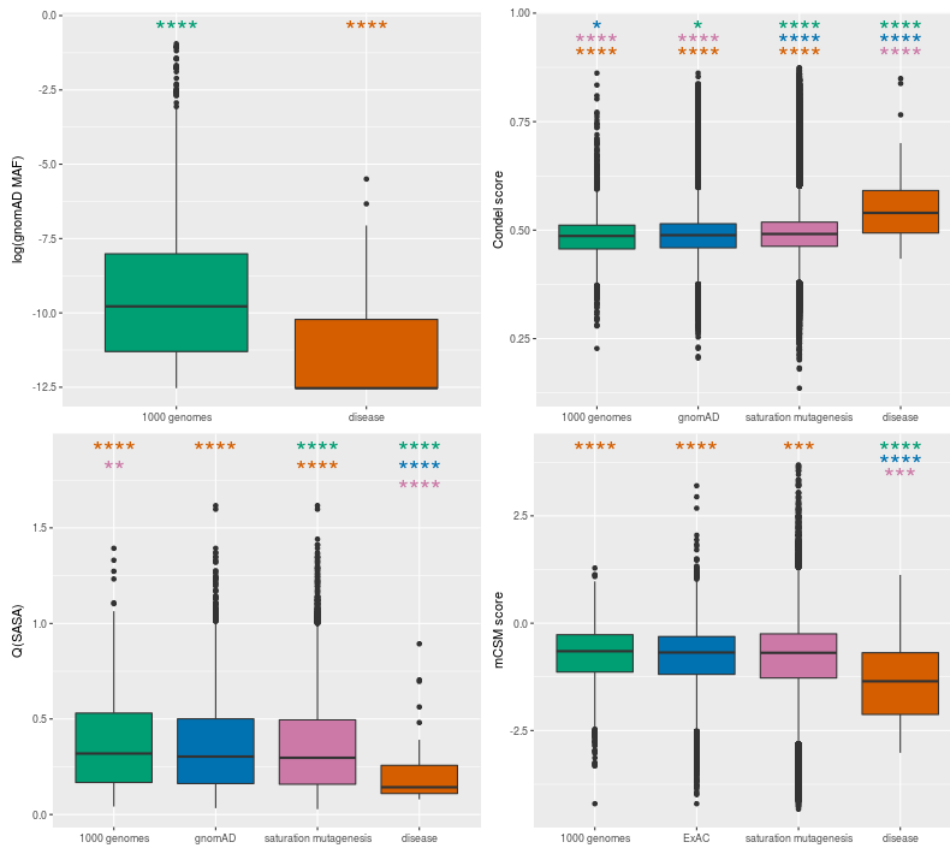 0.0
-2.5
-5.0
-7.5
-10.0
-12.5
log(gnomAD MAF)
**** ****
1000 genomes disease
1.00
0.75
0.50
0.25
Condel score
* * **** ****
**** **** **** ****
**** **** **** ****
1000 genomes gnomAD saturation mutagenesis disease
1.5
1.0
0.5
0.0
Q(SASA)
**** **** **** ****
** **** ****
****
1000 genomes gnomAD saturation mutagenesis disease
2.5
0.0
-2.5
mCSM score
**** **** *** ****
****
***
1000 genomes ExAC saturation mutagenesis disease